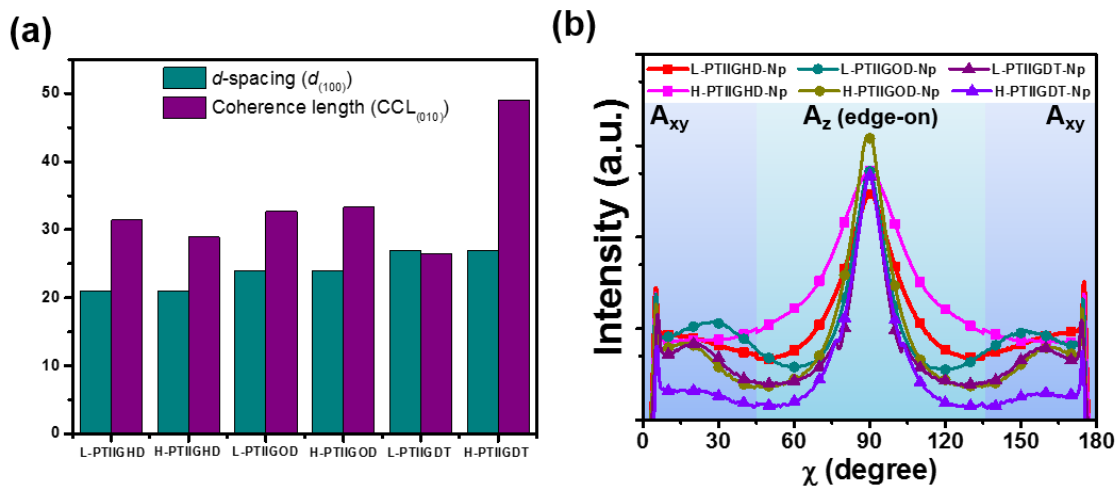 (a)
d-spacing (d(100))
Coherence length (CCL(010))
50
40
30
20
10
0
L-PTIIGHD H-PTIIGHD L-PTIIGOD H-PTIIGOD L-PTIIGDT H-PTIIGDT
(b)
L-PTIIGHD-Np L-PTIIGOD-Np L-PTIIGDT-Np
H-PTIIGHD-Np H-PTIIGOD-Np H-PTIIGDT-Np
Axy Az (edge-on) Axy
Intensity (a.u.)
0 30 60 90 120 150 180
χ (degree)